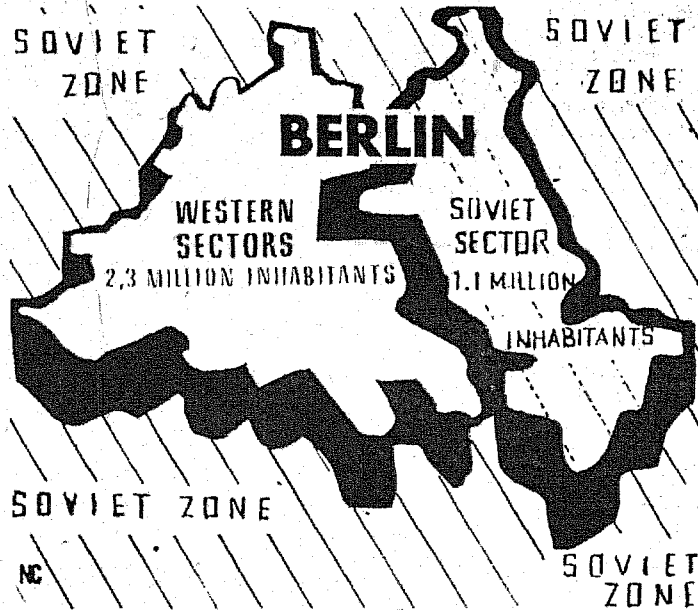 SOVIET
ZONE
SOVIET
ZONE
BERLIN
WESTERN
SECTORS
2,3 MILLION INHABITANTS
SOVIET
SECTOR
1.1 MILLION
INHABITANTS
SOVIET ZONE
SOVIET
ZONE
NC